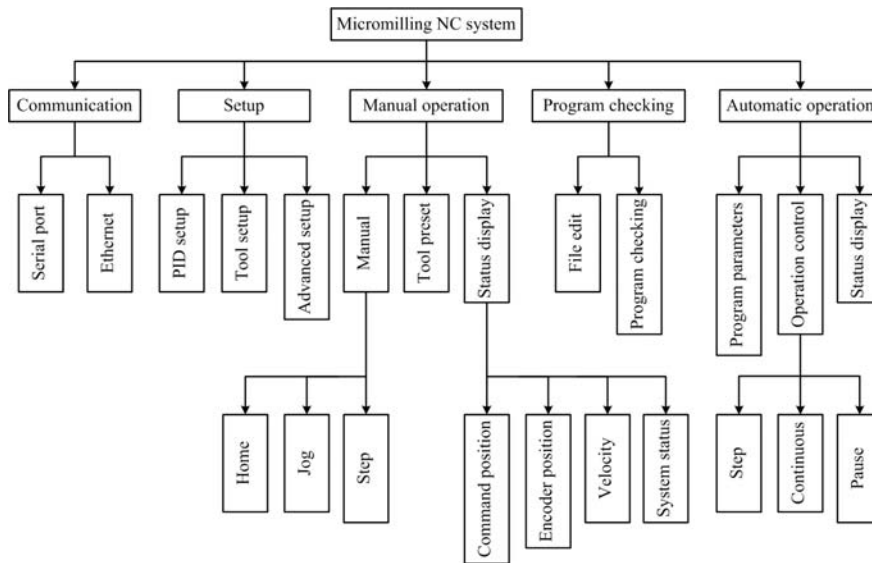 Micromilling NC system
Communication
Setup
Manual operation
Program checking
Automatic operation
Serial port
Ethernet
PID setup
Tool setup
Advanced setup
Manual
Tool preset
Status display
File edit
Program checking
Program parameters
Operation control
Status display
Home
Jog
Step
Command position
Encoder position
Velocity
System status
Step
Continuous
Pause